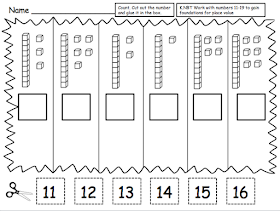 Name
Count. Cut out the number
and glue it in the box.
K.NBT Work with numbers 11-19 to gain
foundations for place value
11 12 13 14 15 16